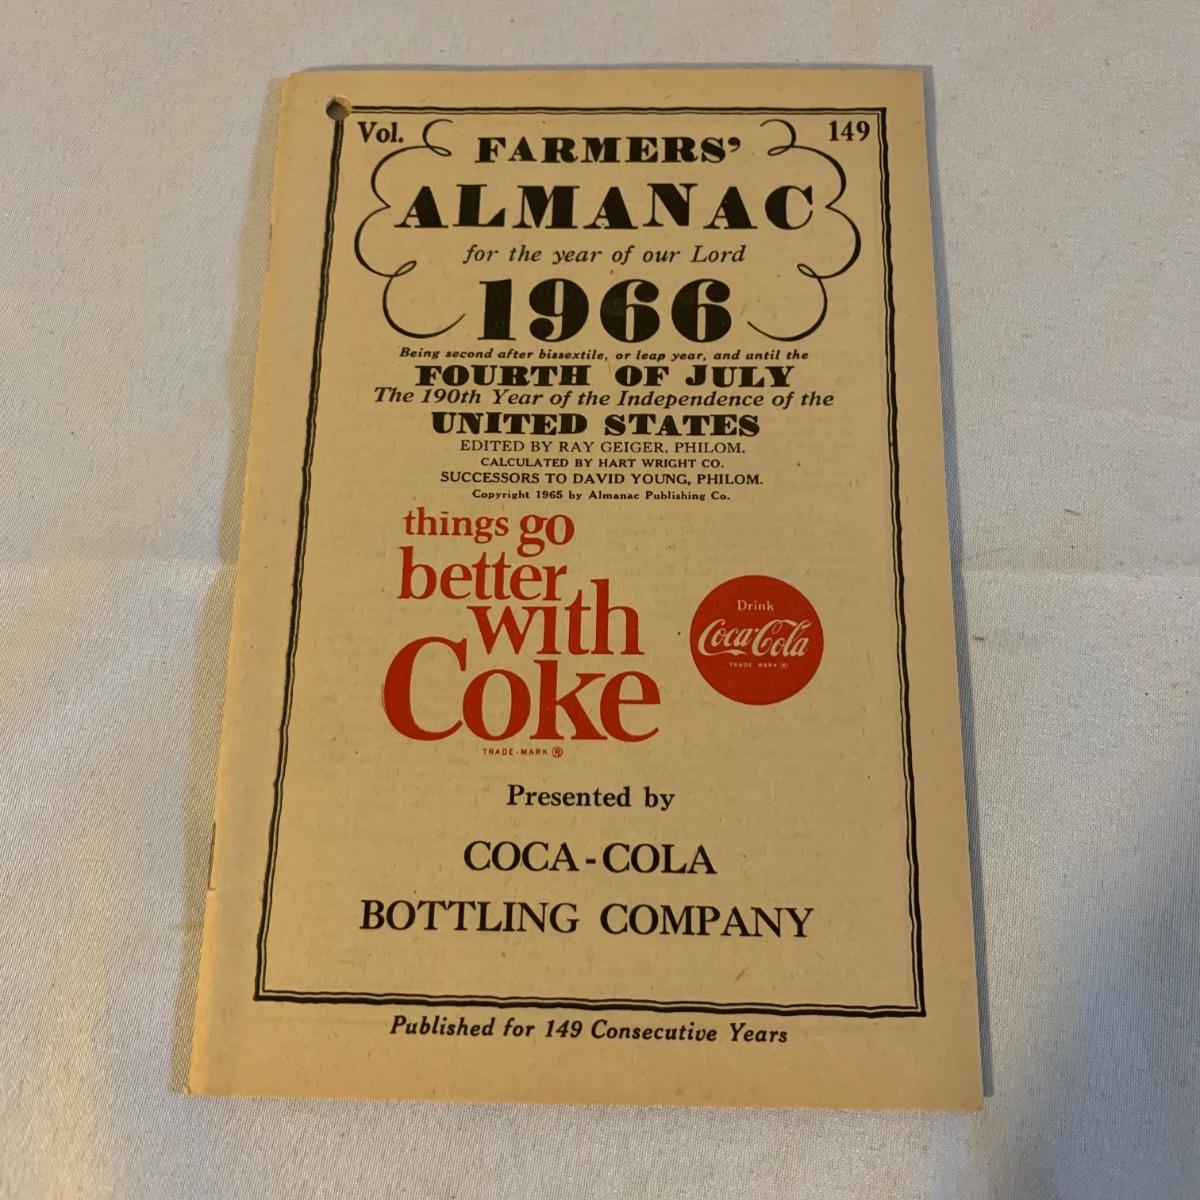 Vol. 149
FARMERS'
ALMANAC
for the year of our Lord
1966
Being second after bissextile, or leap year, and until the
FOURTH OF JULY
The 190th Year of the Independence of the
UNITED STATES
EDITED BY RAY GEIGER, PHILOM.
CALCULATED BY HART WRIGHT CO.
SUCCESSORS TO DAVID YOUNG, PHILOM.
Copyright 1965 by Almanac Publishing Co.
things go
better
with
Coke
TRADE-MARK ®
Drink
Coca-Cola
TRADE MARK ®
Presented by
COCA-COLA
BOTTLING COMPANY
Published for 149 Consecutive Years